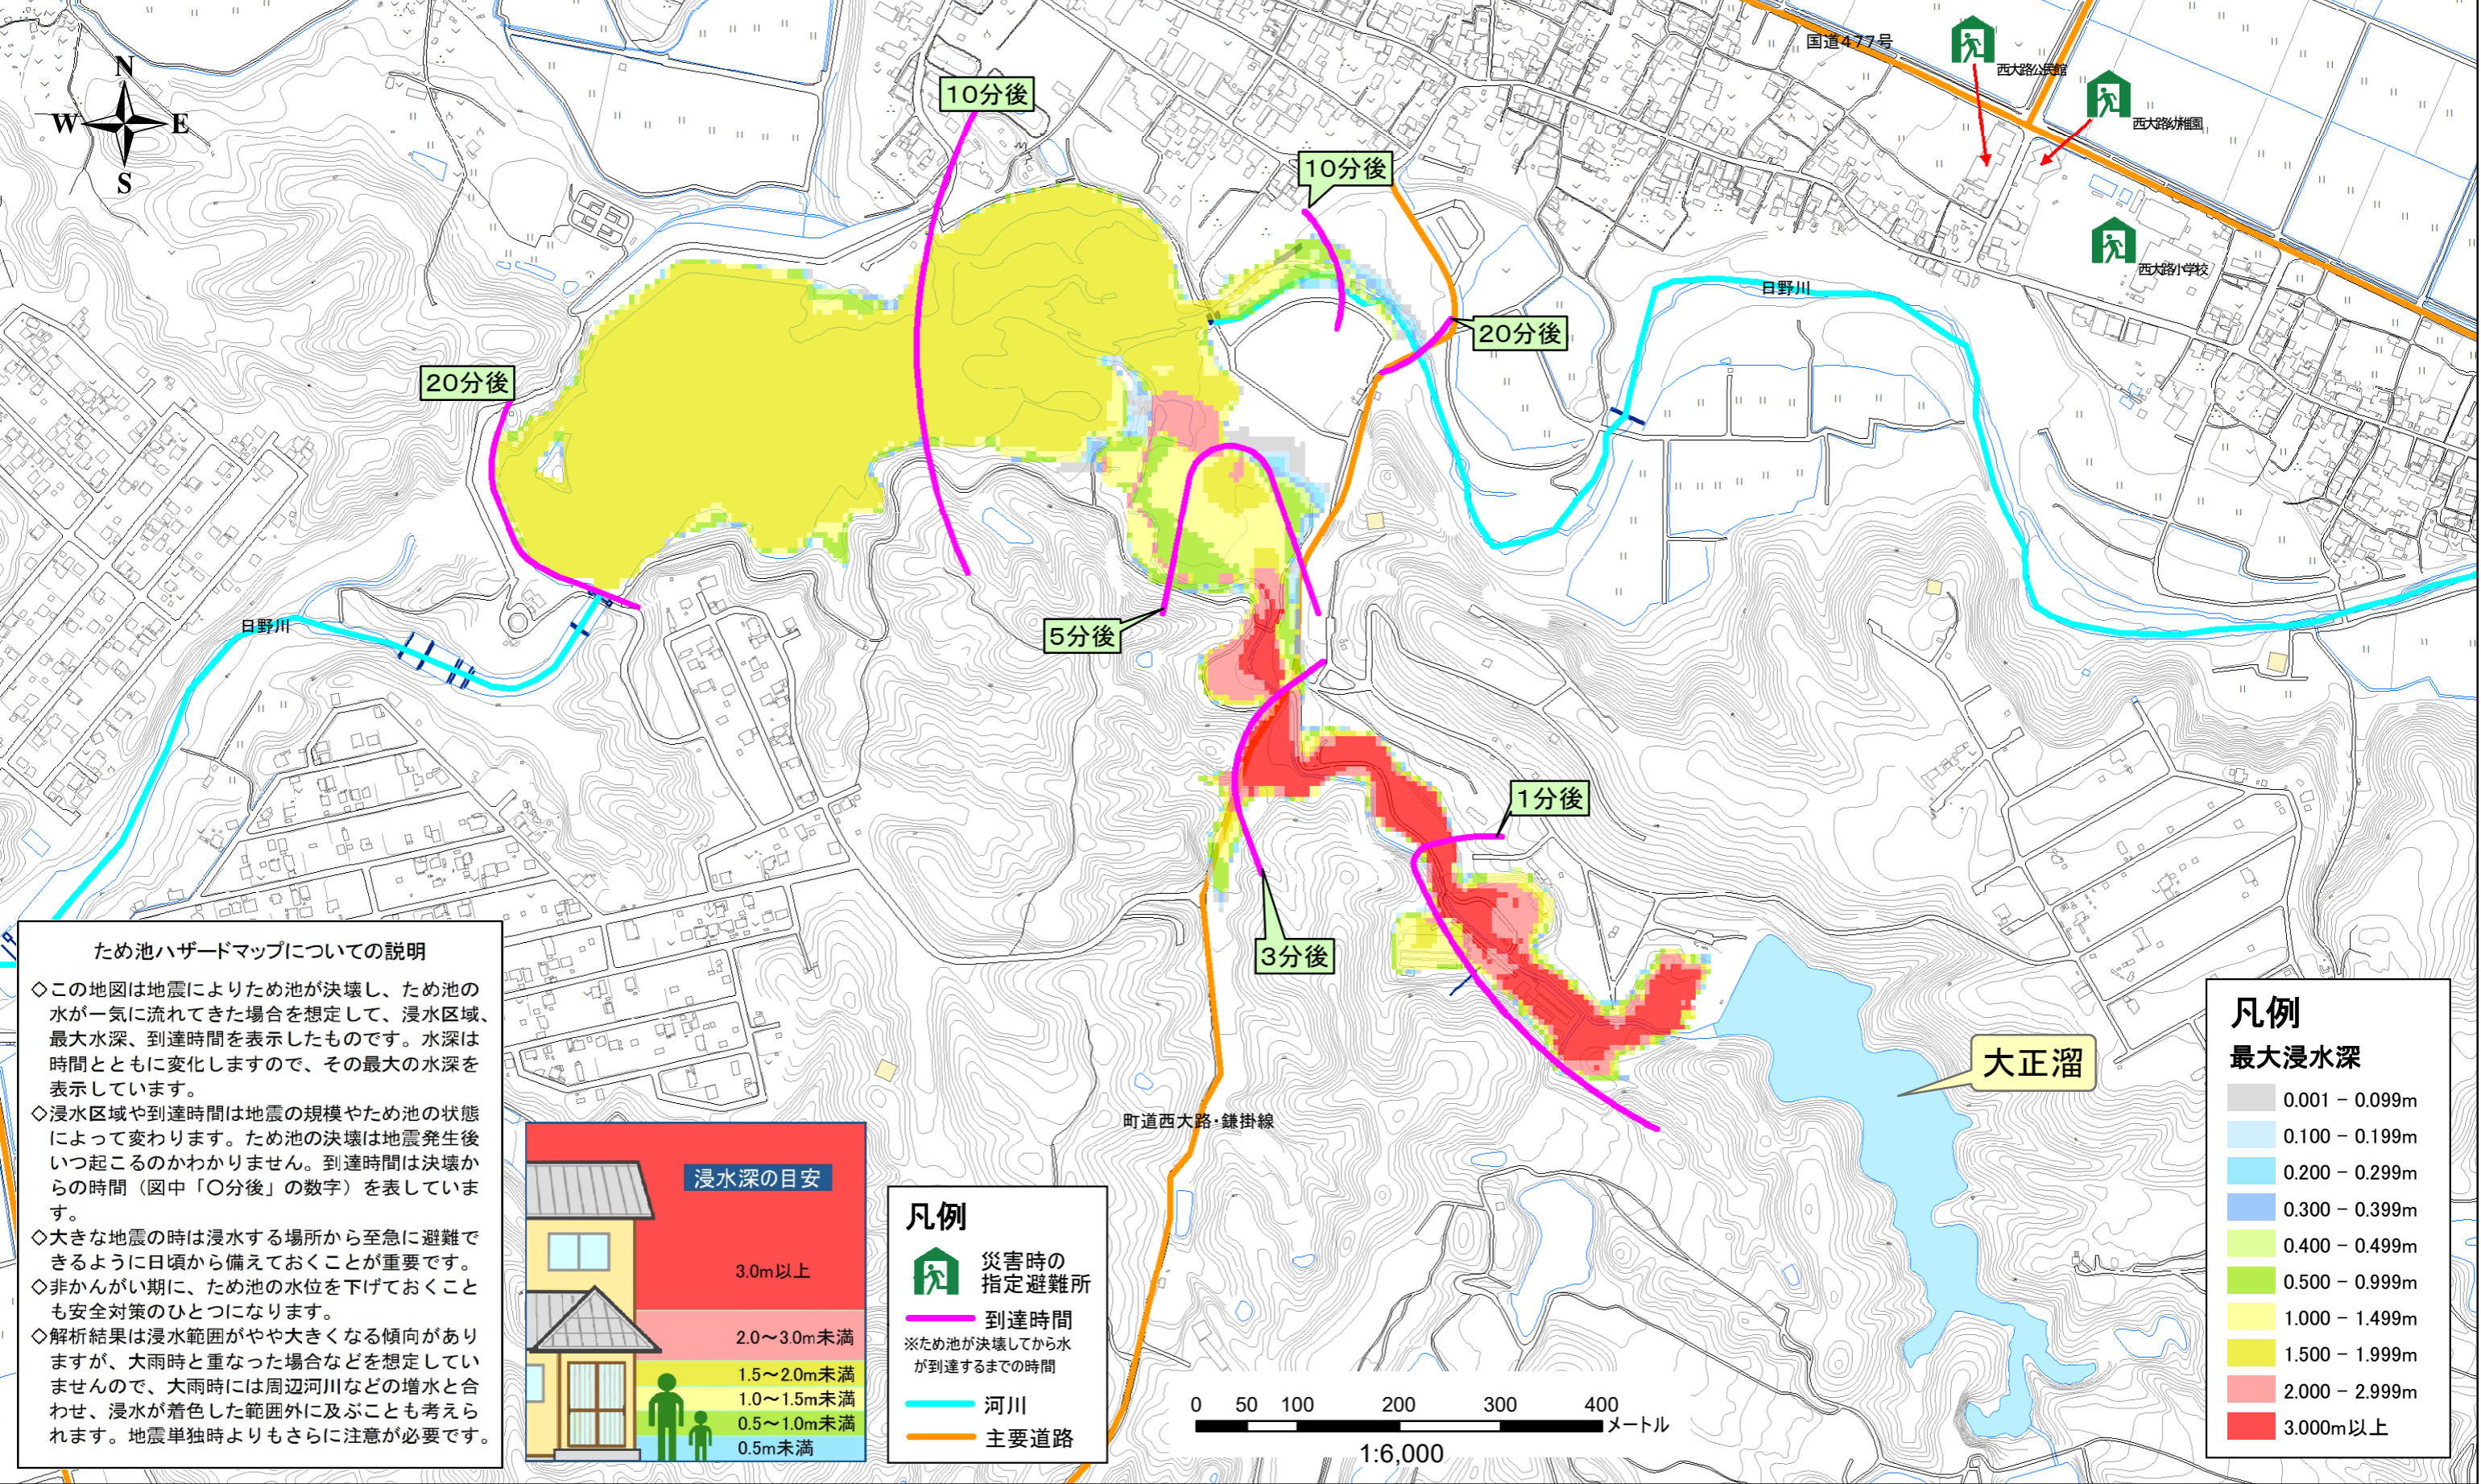 N
W
E
S
10分後
10分後
20分後
20分後
5分後
3分後
1分後
国道477号
西大路公民館
西大路幼稚園
西大路小学校
日野川
日野川
町道西大路・鎌掛線
大正溜
ため池ハザードマップについての説明
◇この地図は地震によりため池が決壊し、ため池の
水が一気に流れてきた場合を想定して、浸水区域、
最大水深、到達時間を表示したものです。水深は
時間とともに変化しますので、その最大の水深を
表示しています。
◇浸水区域や到達時間は地震の規模やため池の状態
によって変わります。ため池の決壊は地震発生後
いつ起こるのかわかりません。到達時間は決壊か
らの時間（図中「〇分後」の数字）を表していま
す。
◇大きな地震の時は浸水する場所から至急に避難で
きるように日頃から備えておくことが重要です。
◇非かんがい期に、ため池の水位を下げておくこと
も安全対策のひとつになります。
◇解析結果は浸水範囲がやや大きくなる傾向があり
ますが、大雨時と重なった場合などを想定してい
ませんので、大雨時には周辺河川などの増水と合
わせ、浸水が着色した範囲外に及ぶことも考えら
れます。地震単独時よりもさらに注意が必要です。
浸水深の目安
3.0m以上
2.0～3.0m未満
1.5～2.0m未満
1.0～1.5m未満
0.5～1.0m未満
0.5m未満
凡例
災害時の
指定避難所
到達時間
※ため池が決壊してから水
が到達するまでの時間
河川
主要道路
0 50 100 200 300 400
メートル
1:6,000
凡例
最大浸水深
0.001 - 0.099m
0.100 - 0.199m
0.200 - 0.299m
0.300 - 0.399m
0.400 - 0.499m
0.500 - 0.999m
1.000 - 1.499m
1.500 - 1.999m
2.000 - 2.999m
3.000m以上